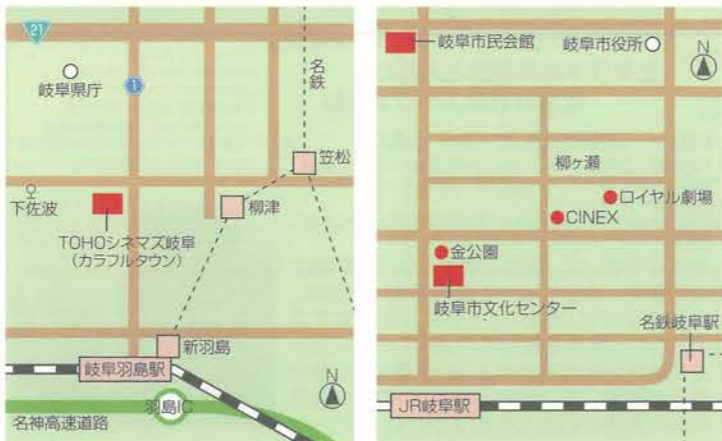 21
岐阜県庁
1
名鉄
笠松
下佐波
柳津
TOHOシネマズ岐阜
(カラフルタウン)
新羽島
岐阜羽島駅
羽島IC
名神高速道路
N
岐阜市民会館
岐阜市役所
N
柳ヶ瀬
ロイヤル劇場
CINEX
金公園
岐阜市文化センター
名鉄岐阜駅
JR岐阜駅